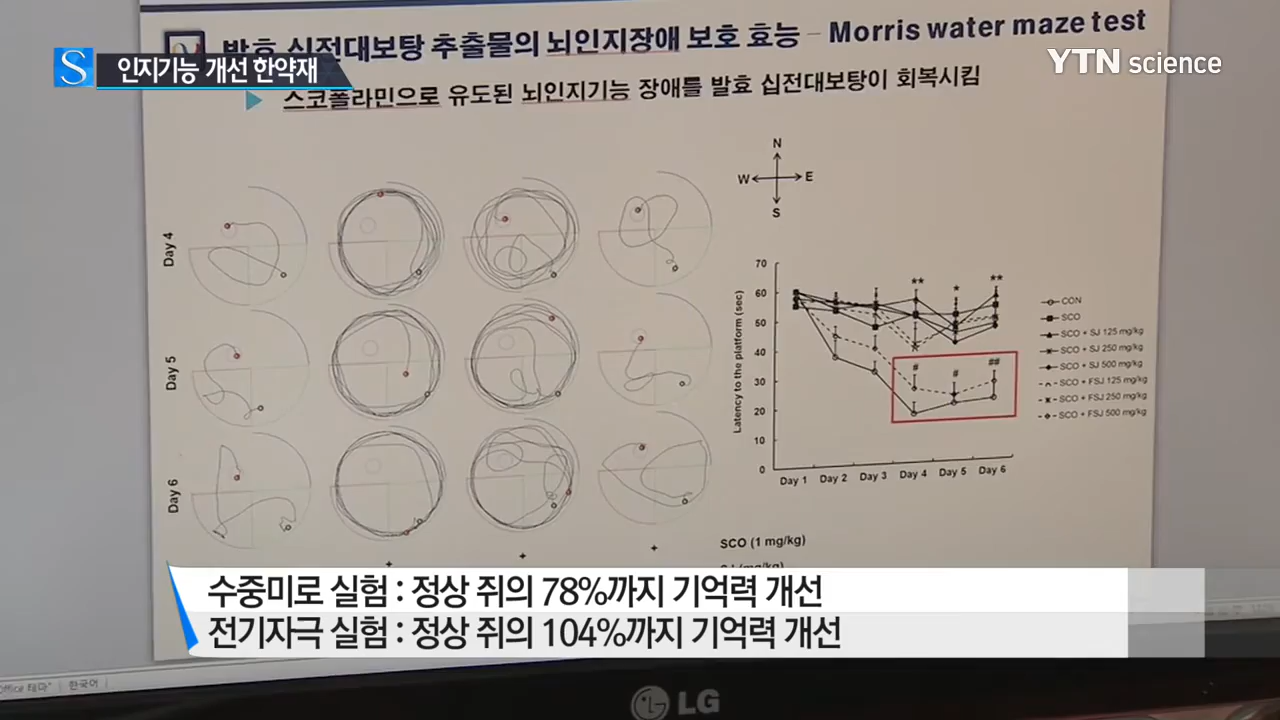 발효 십전대보탕 추출물의 뇌인지장애 보호 효능 – Morris water maze test
S 인지기능 개선 한약재
YTN science
스코폴라민으로 유도된 뇌인지기능 장애를 발효 십전대보탕이 회복시킴
N
W E
S
Day 4
Day 5
Day 6
Latency to the platform (sec)
70
60
50
40
30
20
10
0
** * **
# # ##
Day 1 Day 2 Day 3 Day 4 Day 5 Day 6
CON
SCO
SCO + SJ 125 mg/kg
SCO + SJ 250 mg/kg
SCO + SJ 500 mg/kg
SCO + FSJ 125 mg/kg
SCO + FSJ 250 mg/kg
SCO + FSJ 500 mg/kg
+ + + SCO (1 mg/kg)
수중미로 실험 : 정상 쥐의 78%까지 기억력 개선
전기자극 실험 : 정상 쥐의 104%까지 기억력 개선
Office 테마" 한국어
LG